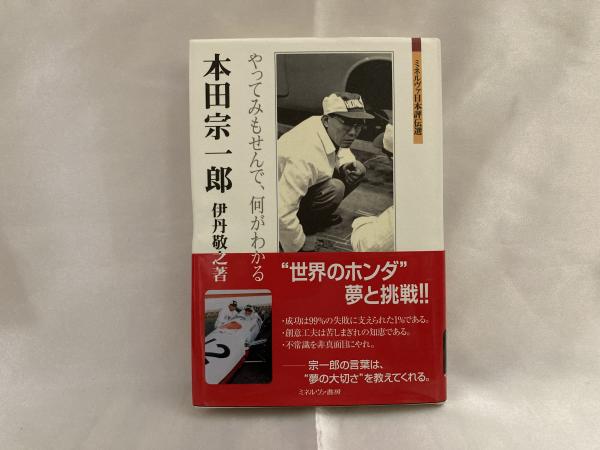 ミネルヴァ日本評伝選
やってみもせんで、何がわかる
本田宗一郎
伊丹敬之著
“世界のホンダ”
夢と挑戦!!
・成功は99%の失敗に支えられた1%である。
・創意工夫は苦しまぎれの知恵である。
・不常識を非真面目にやれ。
――宗一郎の言葉は、
“夢の大切さ”を教えてくれる。
ミネルヴァ書房
2